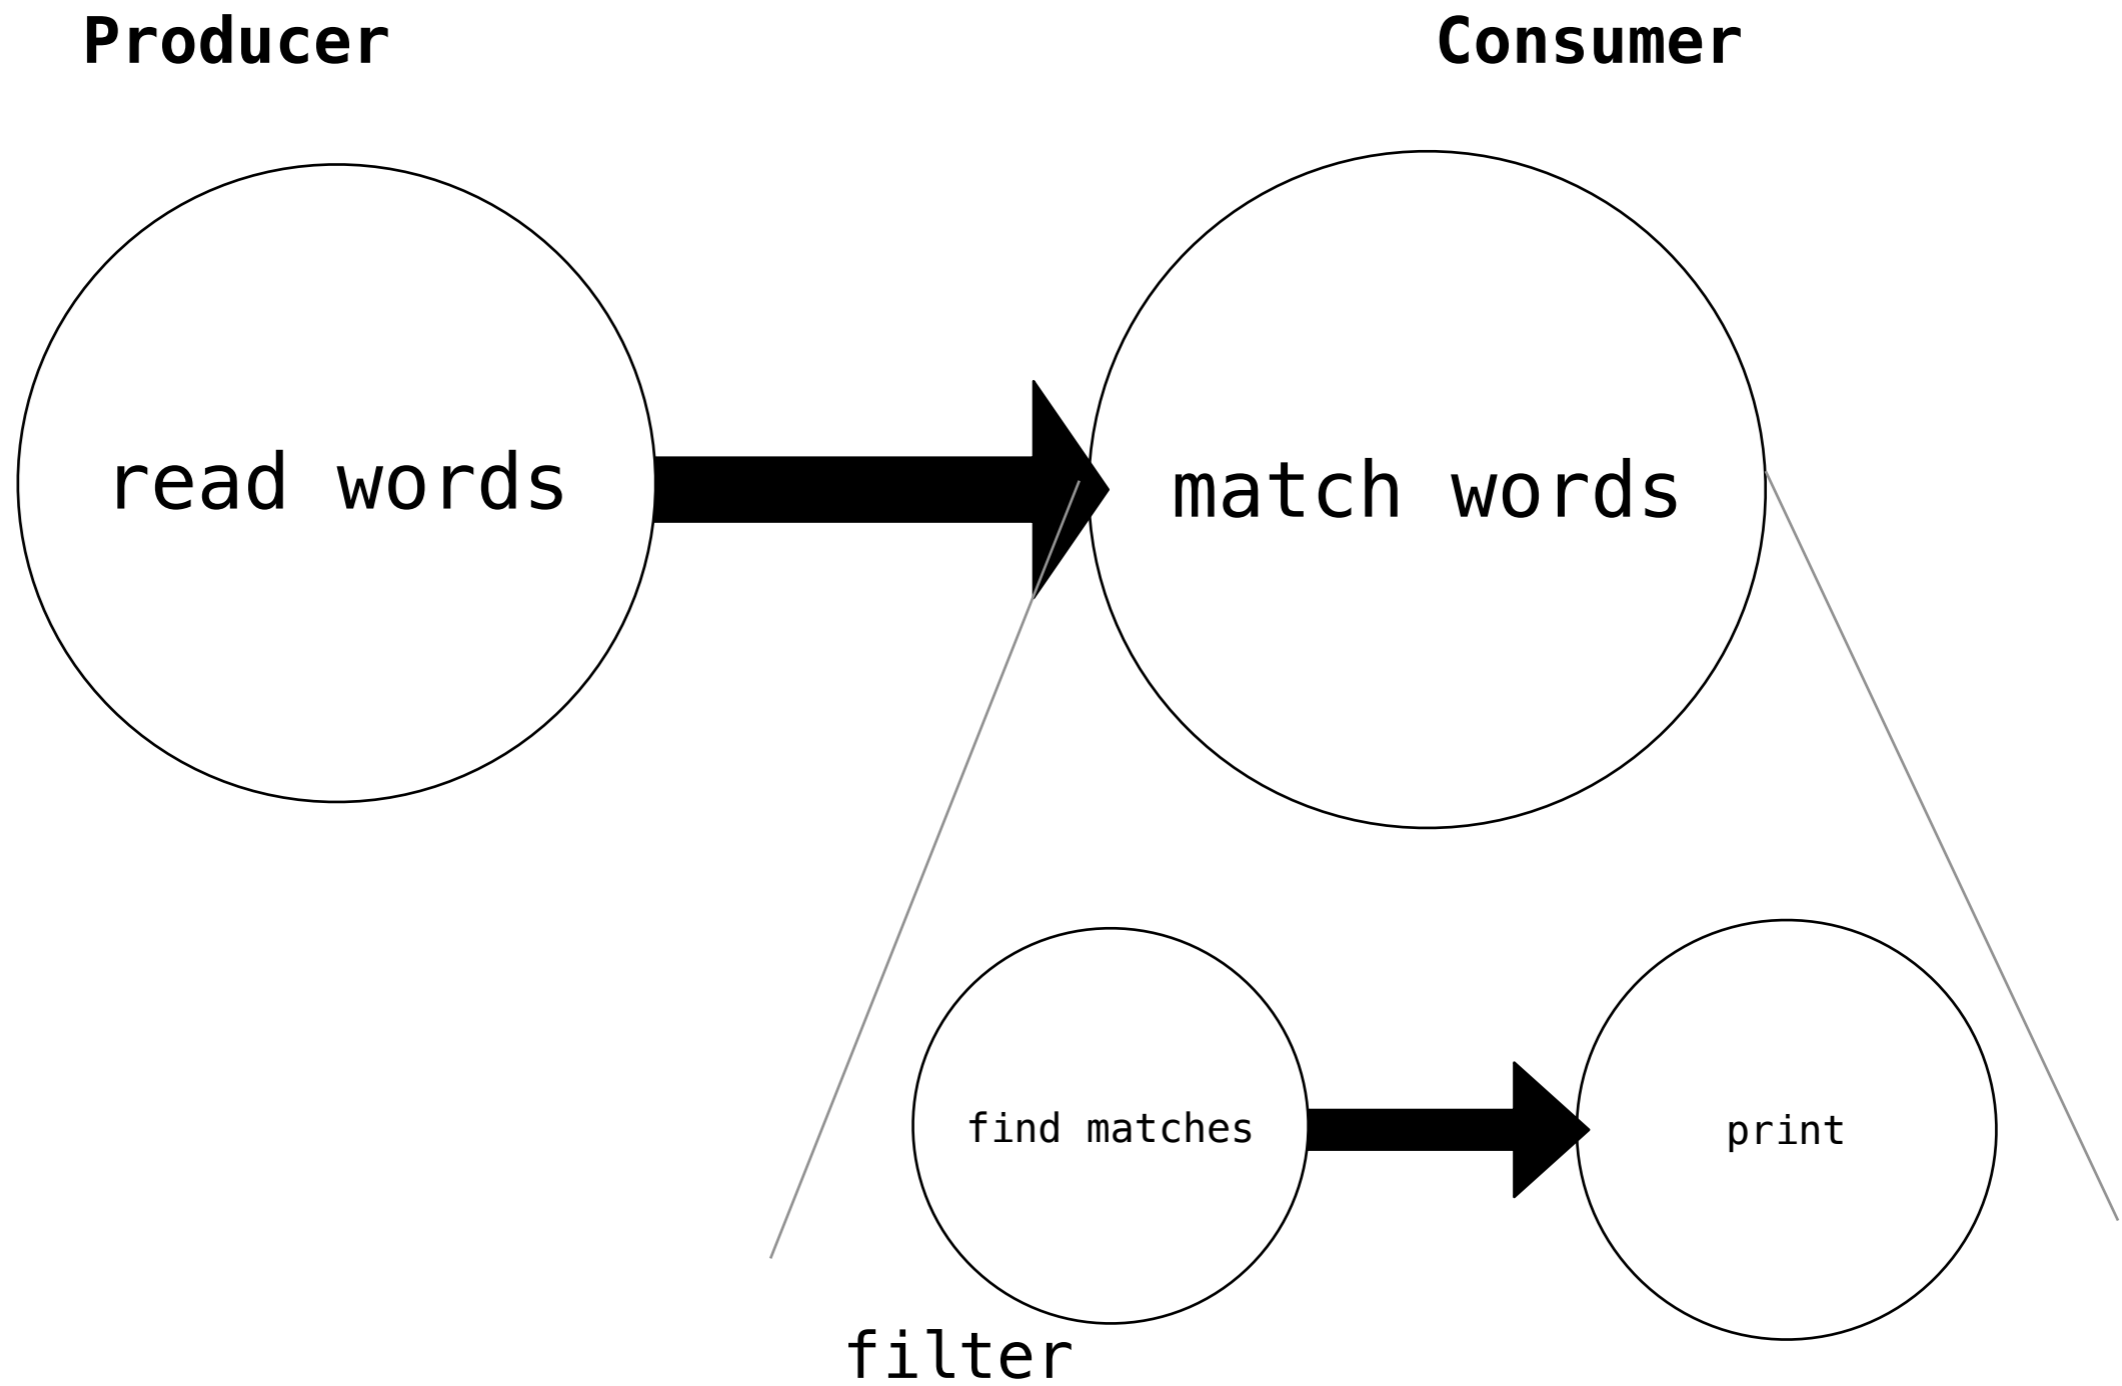 Producer
Consumer
read words
match words
find matches
print
filter